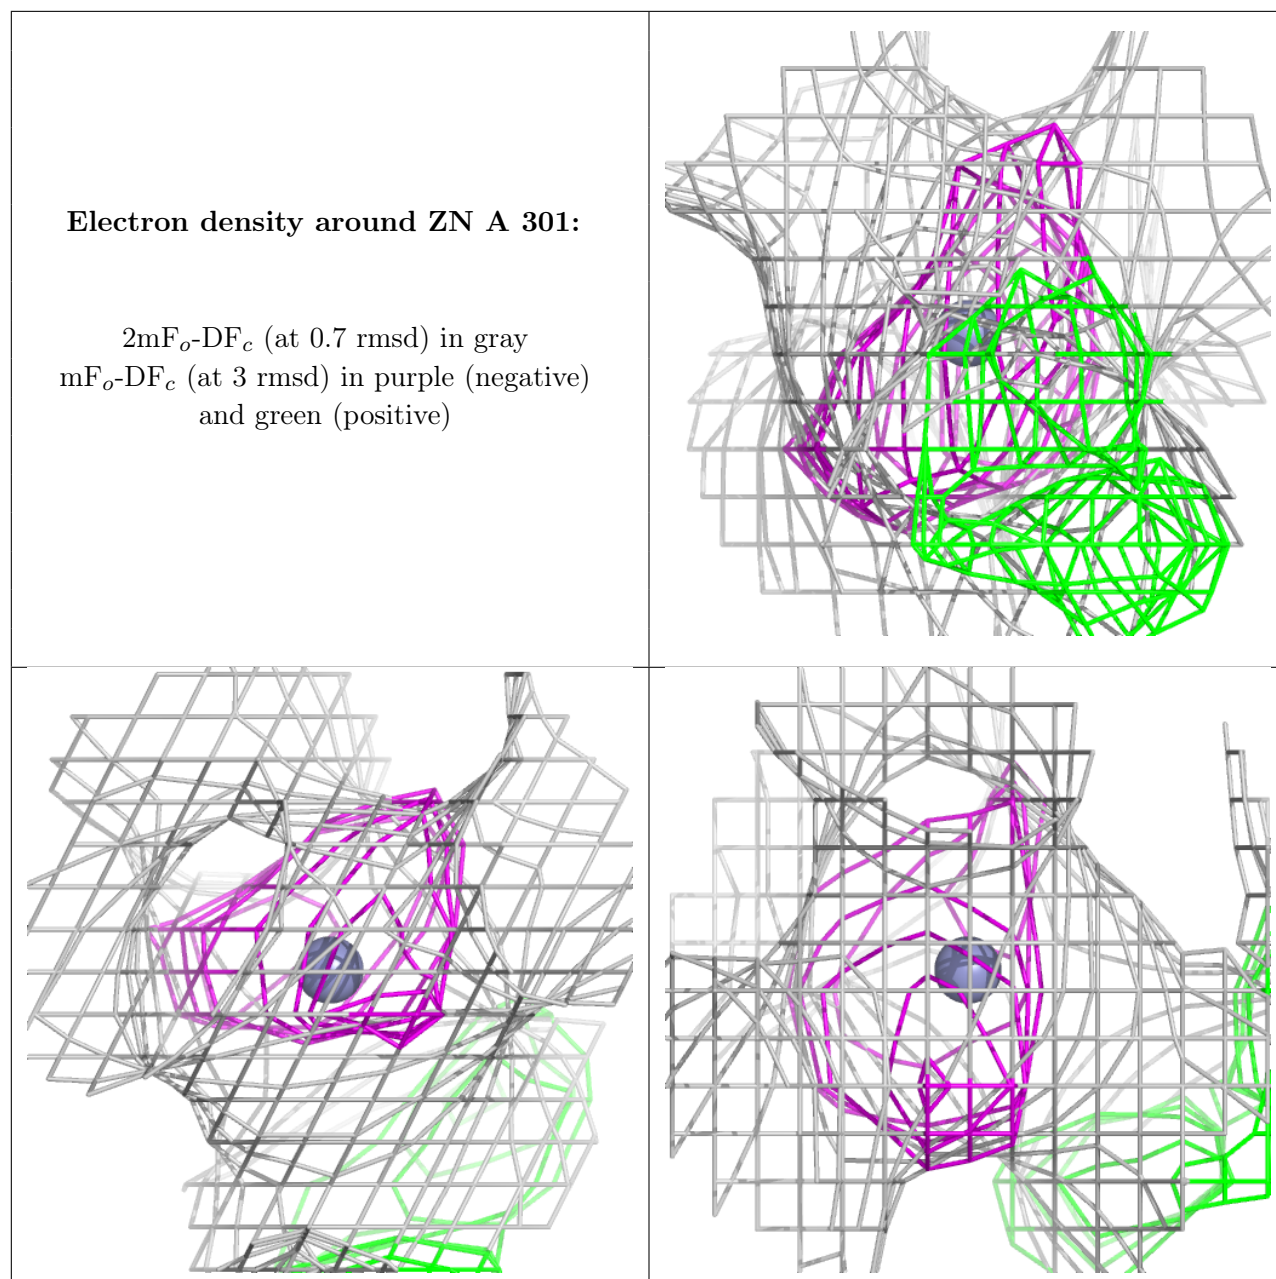 Electron density around ZN A 301:
2mFo-DFc (at 0.7 rmsd) in gray
mFo-DFc (at 3 rmsd) in purple (negative)
and green (positive)